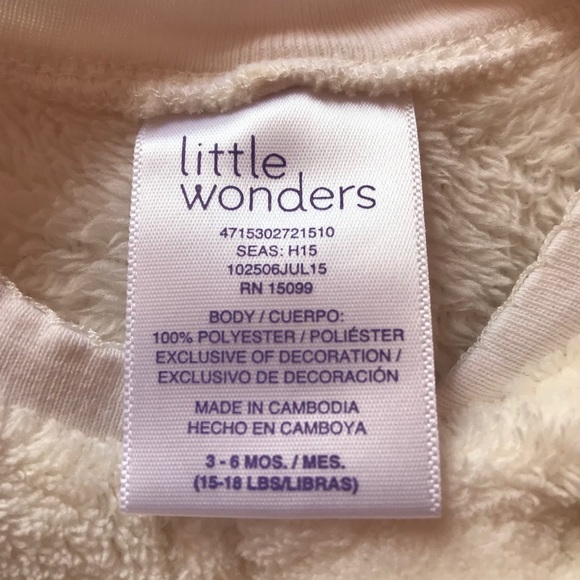 little
wonders
4715302721510
SEAS: H15
102506JUL15
RN 15099
BODY / CUERPO:
100% POLYESTER / POLIÉSTER
EXCLUSIVE OF DECORATION /
EXCLUSIVO DE DECORACIÓN
MADE IN CAMBODIA
HECHO EN CAMBOYA
3 - 6 MOS. / MES.
(15-18 LBS/LIBRAS)